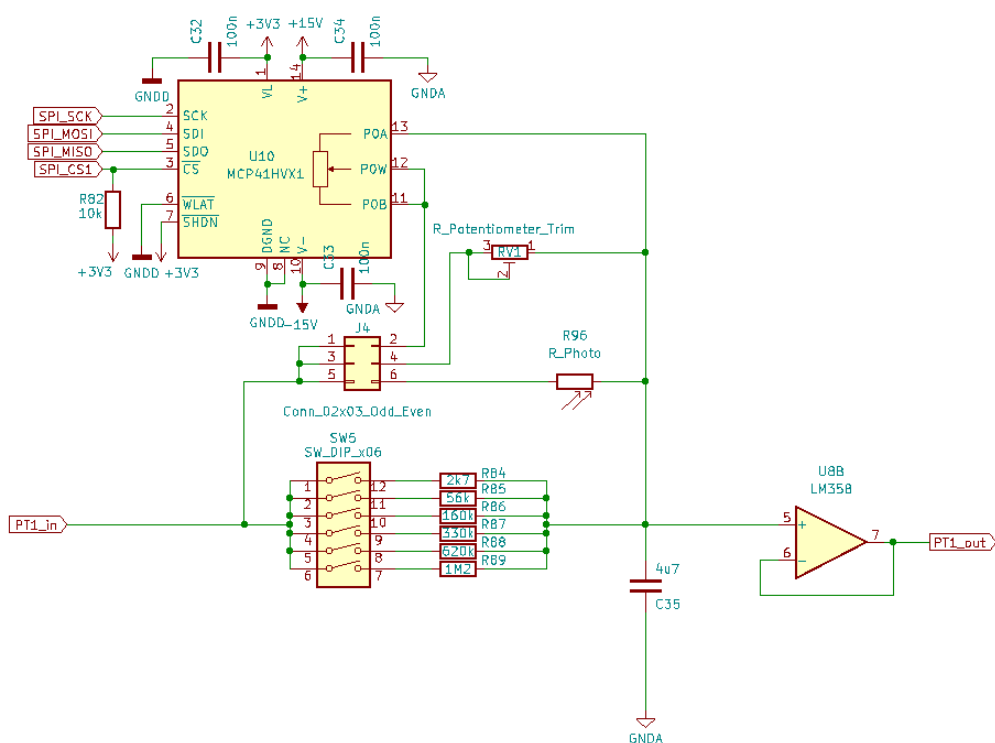 C32
100n
+3V3
+15V
C34
100n
GNDD
1
14
GNDA
VL
V+
SPI_SCK
2
SCK
POA
13
SPI_MOSI
4
SDI
SPI_MISO
5
SDO
U10
POW
12
SPI_CS1
3
CS
MCP41HVX1
R82
10k
6
WLAT
POB
11
7
SHDN
R_Potentiometer_Trim
3
RV1
1
2
DGND
NC
V-
C33
100n
+3V3
GNDD
+3V3
9
8
10
GNDD
-15V
GNDA
J4
1
2
3
4
5
6
R96
R_Photo
Conn_02x03_Odd_Even
SW5
SW_DIP_x06
1
12
2k7
R84
2
11
56k
R85
3
10
160k
R86
4
9
330k
R87
5
8
620k
R88
6
7
1M2
R89
PT1_in
U8B
LM358
5
+
7
6
-
PT1_out
4u7
C35
GNDA